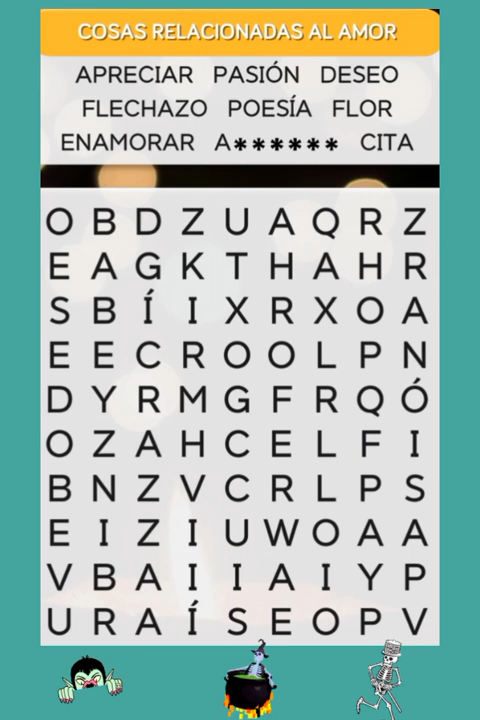 COSAS RELACIONADAS AL AMOR
APRECIAR PASIÓN DESEO
FLECHAZO POESÍA FLOR
ENAMORAR A****** CITA
O B D Z U A Q R Z
E A G K T H A H R
S B Í I X R X O A
E E C R O O L P N
D Y R M G F R Q Ó
O Z A H C E L F I
B N Z V C R L P S
E I Z I U W O A A
V B A I I A I Y P
U R A Í S E O P V